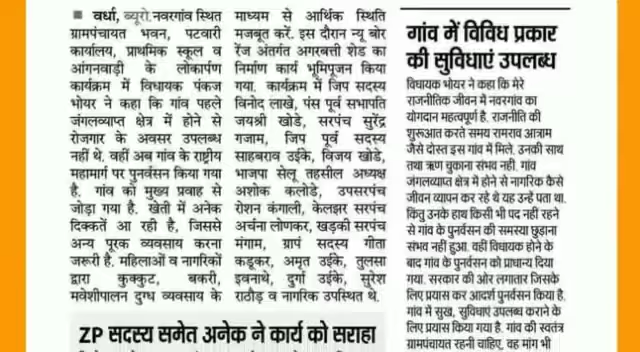 ■ वर्धा, ब्यूरो. नवरगांव स्थित
ग्रामपंचायत भवन, पटवारी
कार्यालय, प्राथमिक स्कूल व
आंगनवाड़ी के लोकार्पण
कार्यक्रम में विधायक पंकज
भोयर ने कहा कि गांव पहले
जंगलव्याप्त क्षेत्र में होने से
रोजगार के अवसर उपलब्ध
नहीं थे. वहीं अब गांव के राष्ट्रीय
महामार्ग पर पुनर्वसन किया गया
है. गांव को मुख्य प्रवाह से
जोड़ा गया है. खेती में अनेक
दिक्कतें आ रही है, जिससे
अन्य पूरक व्यवसाय करना
जरूरी है. महिलाओं व नागरिकों
द्वारा कुक्कुट, बकरी,
मवेशीपालन दुग्ध व्यवसाय के
माध्यम से आर्थिक स्थिति
मजबूत करें. इस दौरान न्यू बोर
रेंज अंतर्गत अगरबत्ती शेड का
निर्माण कार्य भूमिपूजन किया
गया. कार्यक्रम में जिप सदस्य
विनोद लाखे, पंस पूर्व सभापति
जयश्री खोडे, सरपंच सुरेंद्र
गजाम, जिप पूर्व सदस्य
साहबराव उईके, विजय खोडे,
भाजपा सेलू तहसील अध्यक्ष
अशोक कलोडे, उपसरपंच
रोशन कंगाली, केलझर सरपंच
अर्चना लोणकर, खड़की सरपंच
मंगाम, ग्रापं सदस्य गीता
कडूकर, अमृत उईके, तुलसा
इवनाथे, दुर्गा उईके, सुरेश
राठौड़ व नागरिक उपस्थित थे.
ZP सदस्य समेत अनेक ने कार्य को सराहा
गांव में विविध प्रकार
की सुविधाएं उपलब्ध
विधायक भोयर ने कहा कि मेरे
राजनीतिक जीवन में नवरगांव का
योगदान महत्वपूर्ण है. राजनीति की
शुरूआत करते समय रामराव आत्राम
जैसे दोस्त इस गांव में मिले. उनकी साथ
तथा ऋण चुकाना संभव नही. गांव
जंगलव्याप्त क्षेत्र में होने से नागरिक कैसे
जीवन व्यापन कर रहे थे यह उन्हें पता था.
किंतु उनके हाथ किसी भी पद नही रहने
से गांव के पुनर्वसन की समस्या छुड़ाना
संभव नहीं हुआ. वहीं विधायक होने के
बाद गांव के पुनर्वसन को प्राधान्य दिया
गया. सरकार की ओर लगातार जिसके
लिए प्रयास कर आदर्श पुनर्वसन किया है.
गांव में सुख, सुविधाएं उपलब्ध कराने के
लिए प्रयास किया गया है. गांव की स्वतंत्र
ग्रामपंचायत रहनी चाहिए, वह मांग भी